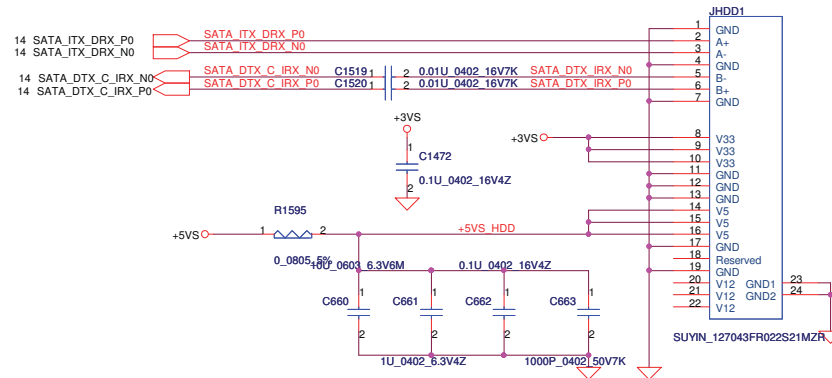 JHDD1
14 SATA_ITX_DRX_P0 SATA_ITX_DRX_P0 1 GND
14 SATA_ITX_DRX_N0 SATA_ITX_DRX_N0 2 A+
3 A-
4 GND
14 SATA_DTX_C_IRX_N0 SATA_DTX_C_IRX_N0 C1519 1 2 0.01U_0402_16V7K SATA_DTX_IRX_N0 5 B-
14 SATA_DTX_C_IRX_P0 SATA_DTX_C_IRX_P0 C1520 1 2 0.01U_0402_16V7K SATA_DTX_IRX_P0 6 B+
7 GND
+3VS
+3VS 8 V33
9 V33
10 V33
1 C1472
2 0.1U_0402_16V4Z
11 GND
12 GND
13 GND
R1595 14 V5
15 V5
+5VS 1 2 +5VS_HDD 16 V5
17 GND
0_0805_5% 18 Reserved
10U_0603_6.3V6M 0.1U_0402_16V4Z 19 GND
20 V12 GND1 23
21 V12 GND2 24
22 V12
1 1 1 1
C660 C661 C662 C663
2 2 2 2
SUYIN_127043FR022S21MZR
1U_0402_6.3V4Z 1000P_0402_50V7K